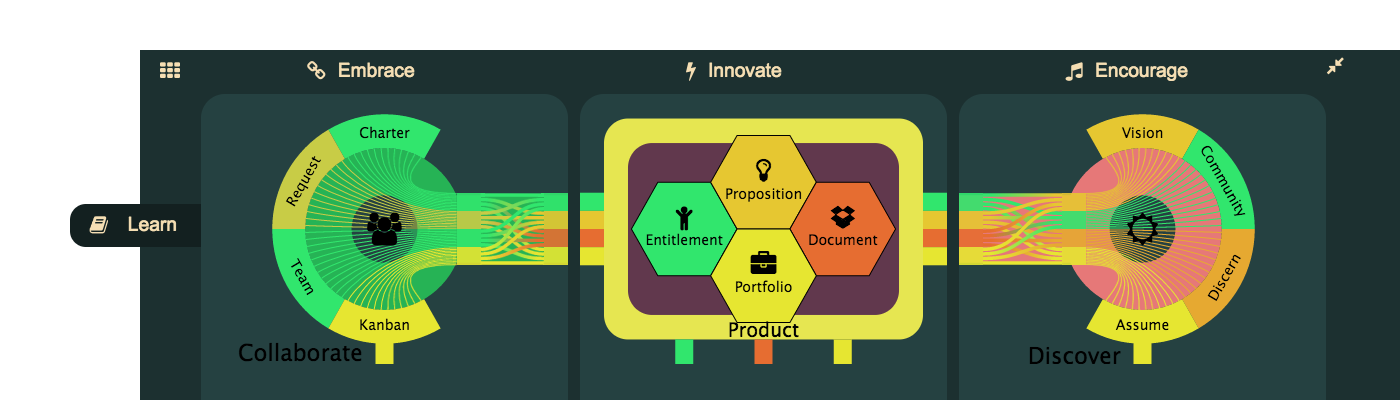 Embrace
Innovate
Encourage
Learn
Charter
Request
Team
Kanban
Collaborate
Proposition
Entitlement
Document
Portfolio
Product
Vision
Community
Discern
Assume
Discover